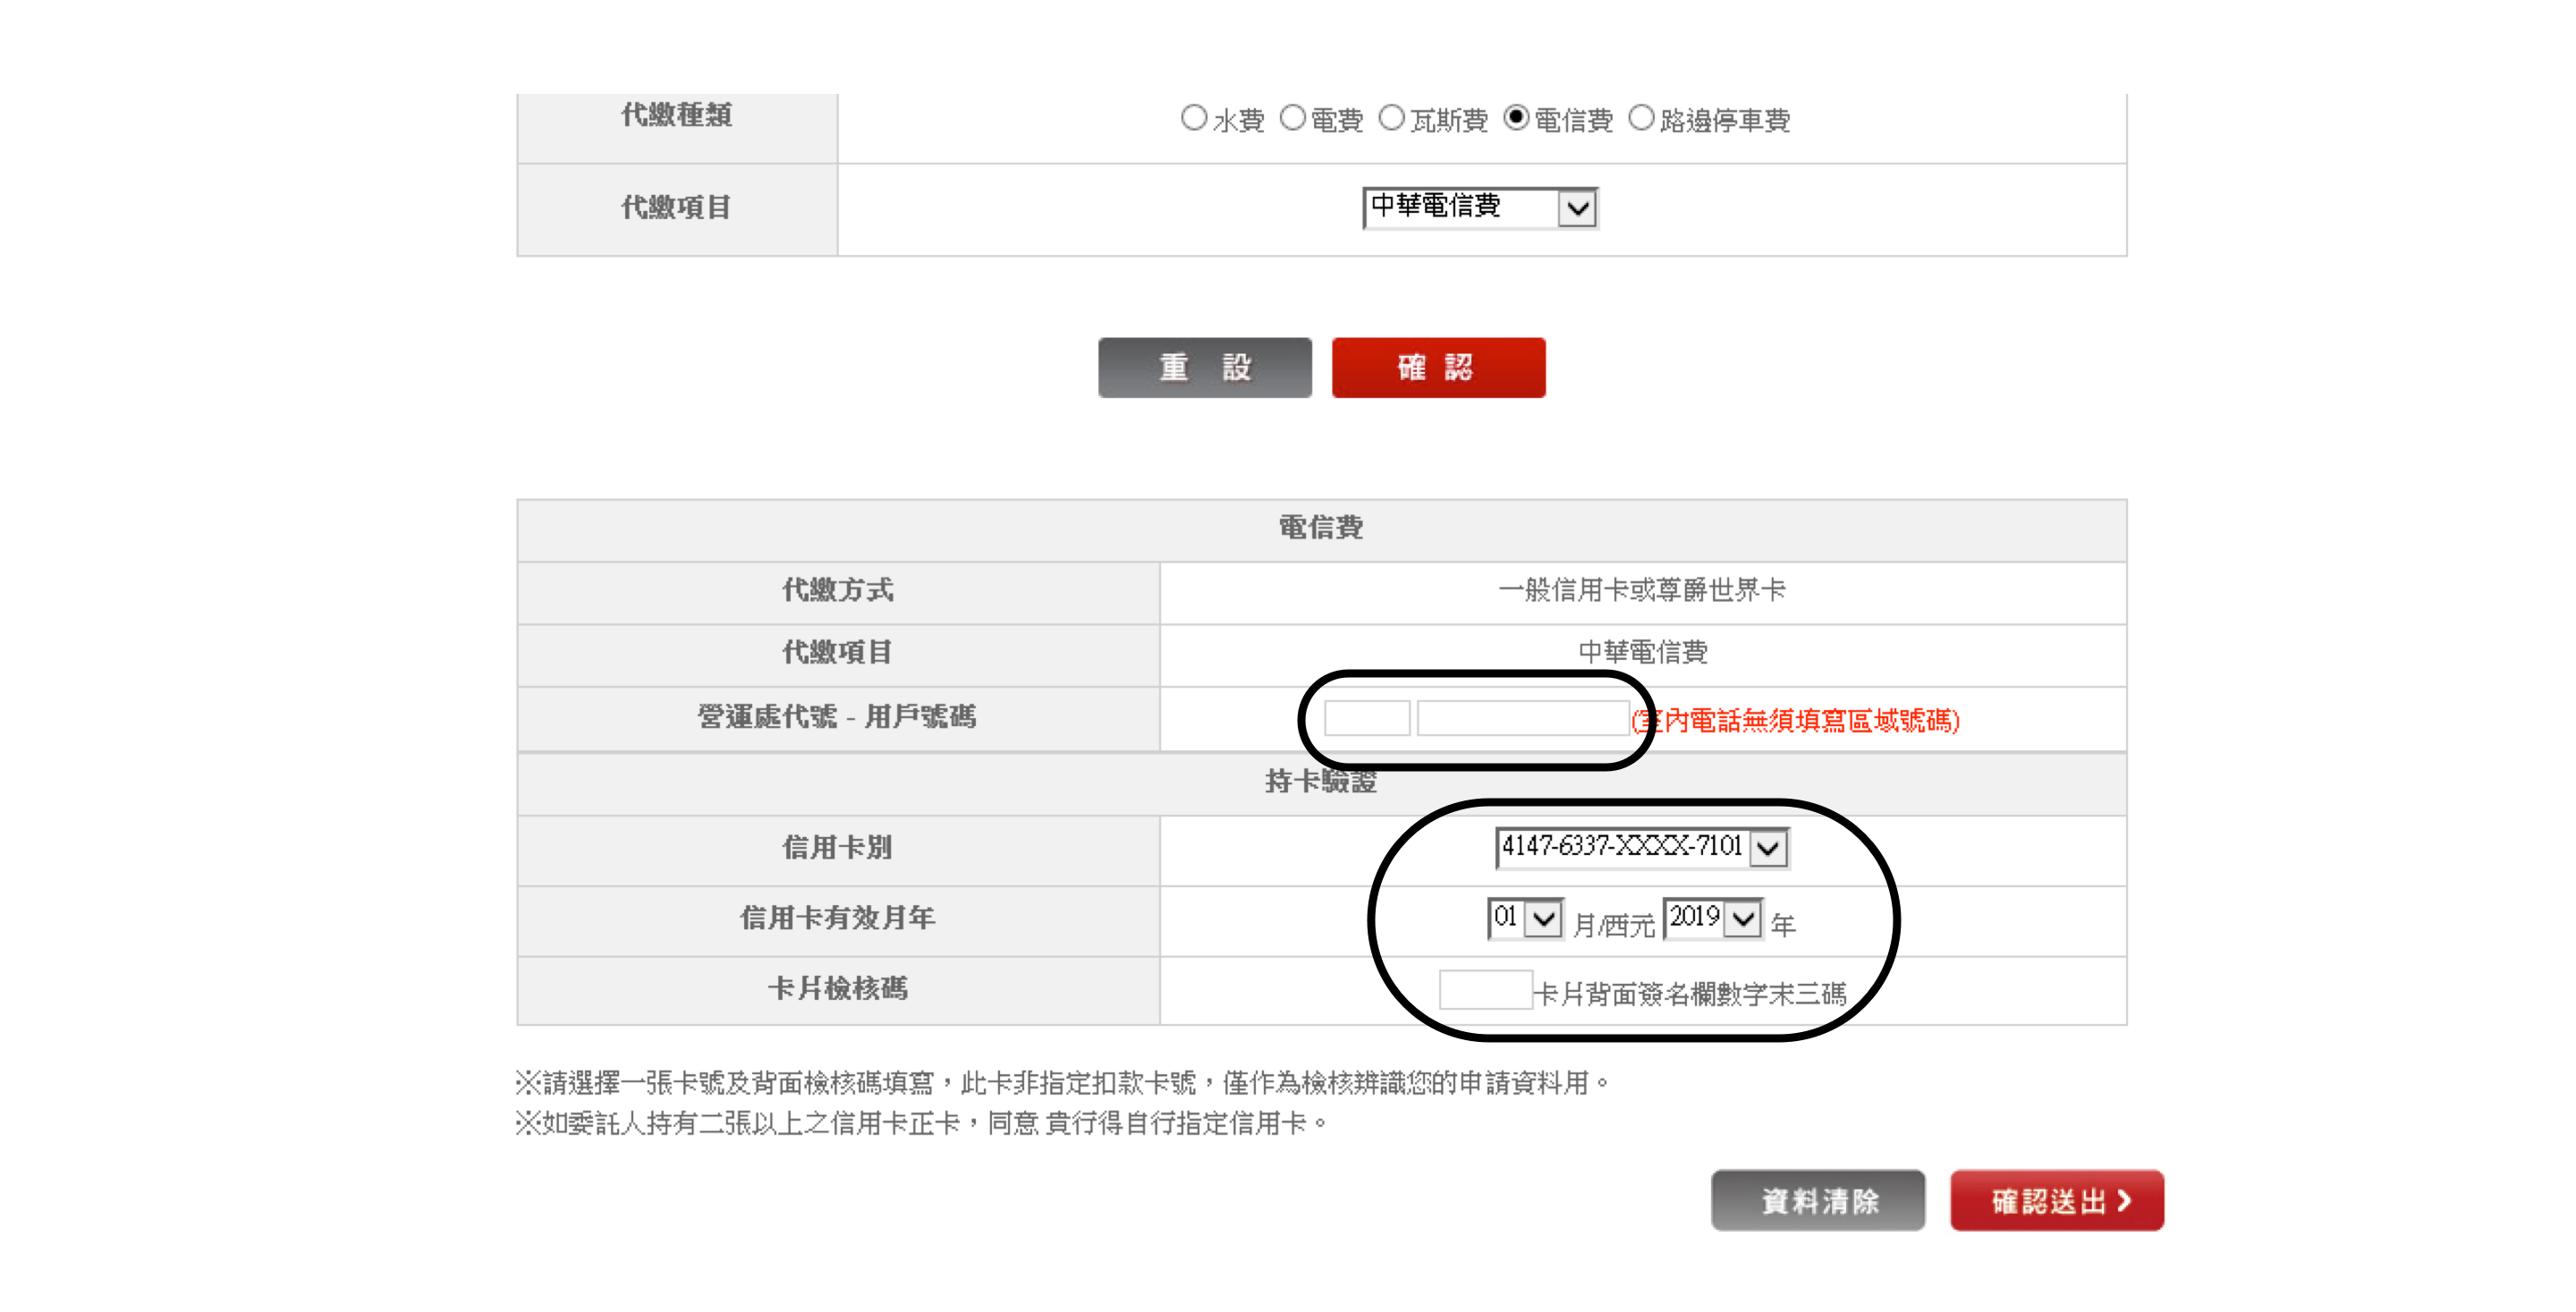 代繳種類 水費 電費 瓦斯費 電信費 路邊停車費
代繳項目 中華電信費
重 設 確 認
電信費
代繳方式 一般信用卡或尊爵世界卡
代繳項目 中華電信費
營運處代號 - 用戶號碼 (室內電話無須填寫區域號碼)
持卡驗證
信用卡別 4147-6337-XXXX-7101
信用卡有效月年 01 月/西元 2019 年
卡片檢核碼 卡片背面簽名欄數字末三碼
※請選擇一張卡號及背面檢核碼填寫，此卡非指定扣款卡號，僅作為檢核辨識您的申請資料用。
※如委託人持有二張以上之信用卡正卡，同意 貴行得自行指定信用卡。
資料清除 確認送出